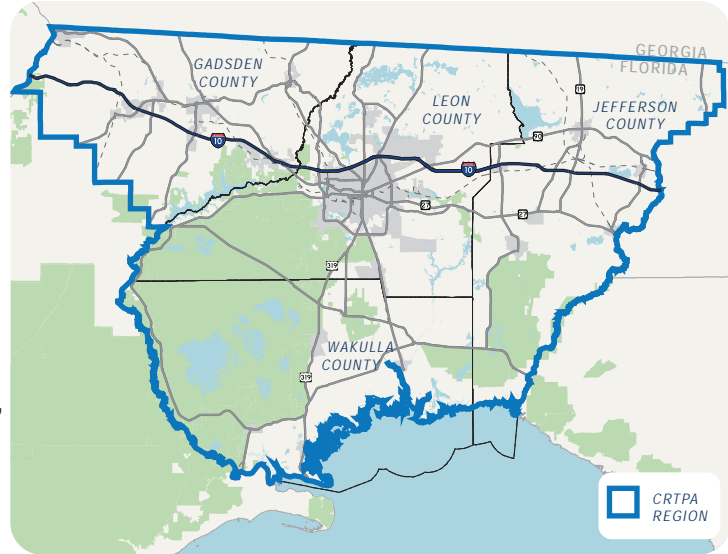 GEORGIA
FLORIDA
GADSDEN
COUNTY
LEON
COUNTY
JEFFERSON
COUNTY
19
90
10
10
27
27
319
WAKULLA
COUNTY
319
CRTPA
REGION